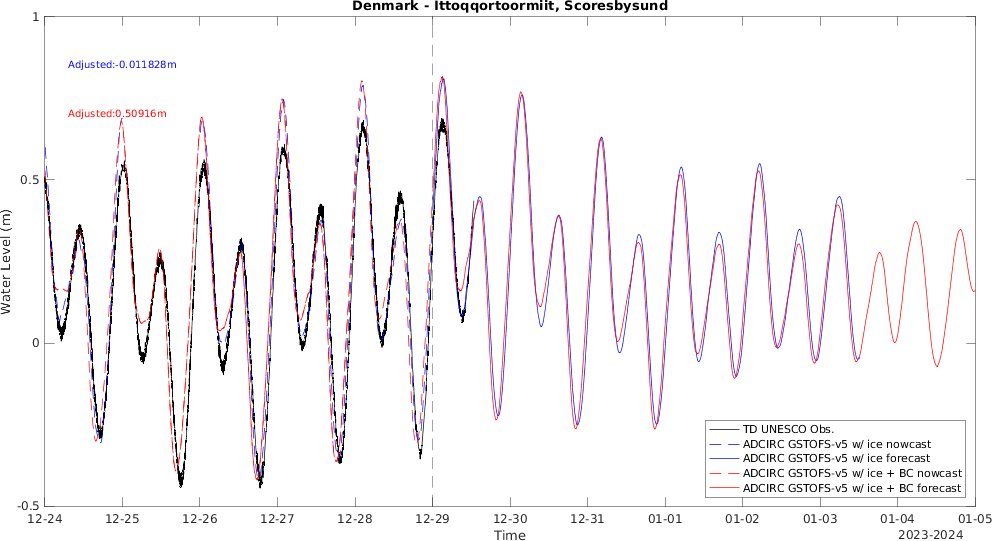 Denmark - Ittoqqortoormiit, Scoresbysund
1
Adjusted:-0.011828m
Adjusted:0.50916m
0.5
Water Level (m)
0
-0.5
TD UNESCO Obs.
ADCIRC GSTOFS-v5 w/ ice nowcast
ADCIRC GSTOFS-v5 w/ ice forecast
ADCIRC GSTOFS-v5 w/ ice + BC nowcast
ADCIRC GSTOFS-v5 w/ ice + BC forecast
12-24 12-25 12-26 12-27 12-28 12-29 12-30 12-31 01-01 01-02 01-03 01-04 01-05
Time
2023-2024